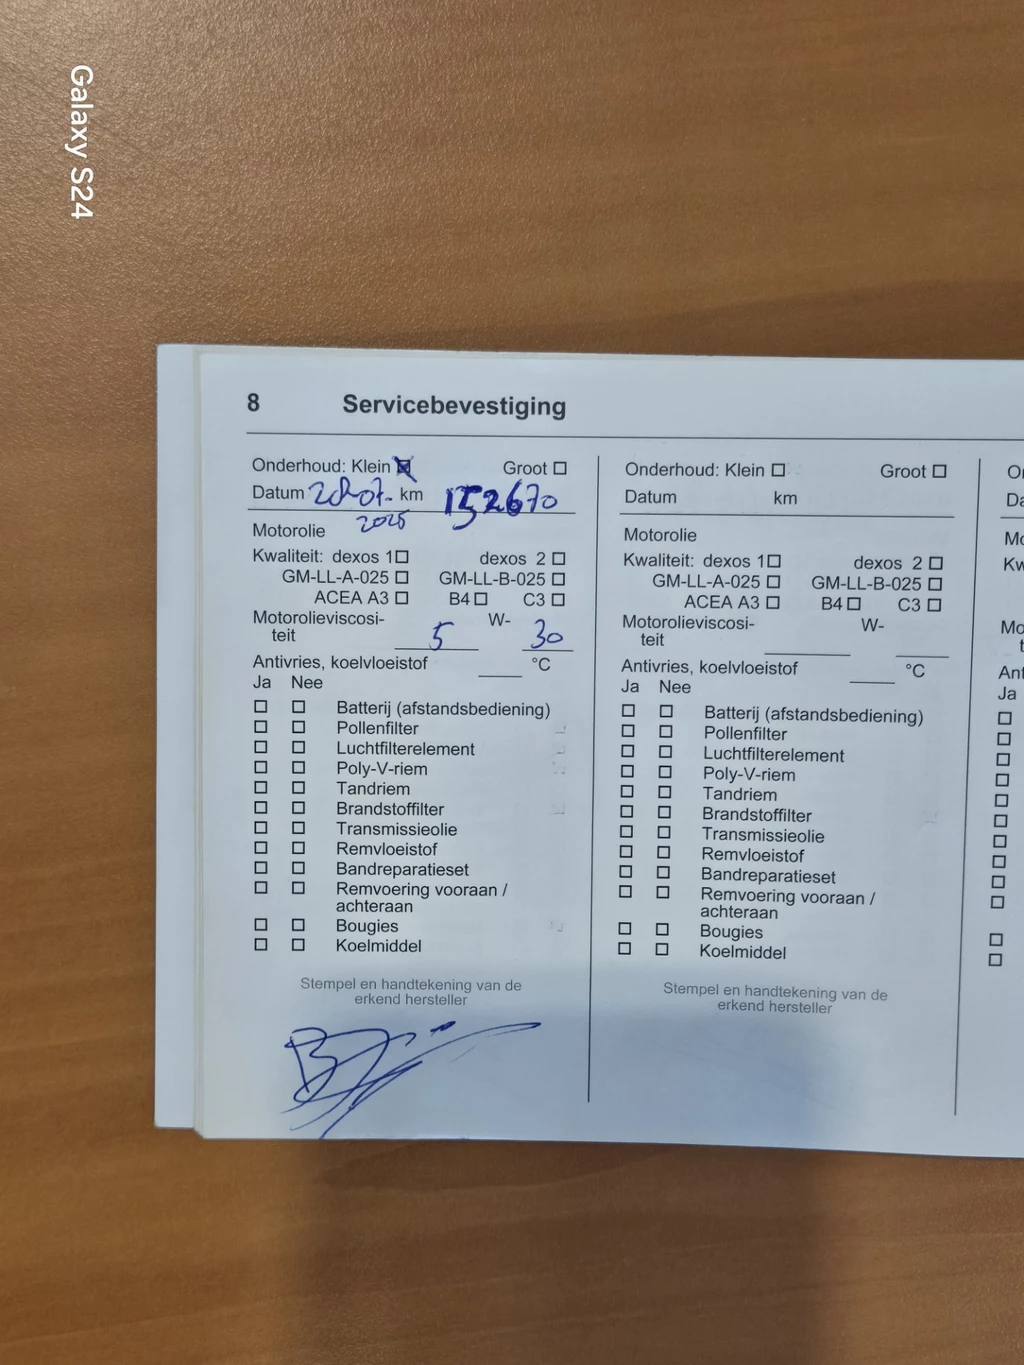 Galaxy S24
8 Servicebevestiging
Onderhoud: Klein Groot
Datum 28-07- km 152670
2025
Motorolie
Kwaliteit: dexos 1 dexos 2
GM-LL-A-025 GM-LL-B-025
ACEA A3 B4 C3
Motorolieviscosi- W-
teit 5 30
Antivries, koelvloeistof °C
Ja Nee
Batterij (afstandsbediening)
Pollenfilter
Luchtfilterelement
Poly-V-riem
Tandriem
Brandstoffilter
Transmissieolie
Remvloeistof
Bandreparatieset
Remvoering vooraan /
achteraan
Bougies
Koelmiddel
Stempel en handtekening van de
erkend hersteller
Onderhoud: Klein Groot
Datum km
Motorolie
Kwaliteit: dexos 1 dexos 2
GM-LL-A-025 GM-LL-B-025
ACEA A3 B4 C3
Motorolieviscosi- W-
teit
Antivries, koelvloeistof °C
Ja Nee
Batterij (afstandsbediening)
Pollenfilter
Luchtfilterelement
Poly-V-riem
Tandriem
Brandstoffilter
Transmissieolie
Remvloeistof
Bandreparatieset
Remvoering vooraan /
achteraan
Bougies
Koelmiddel
Stempel en handtekening van de
erkend hersteller
Ja